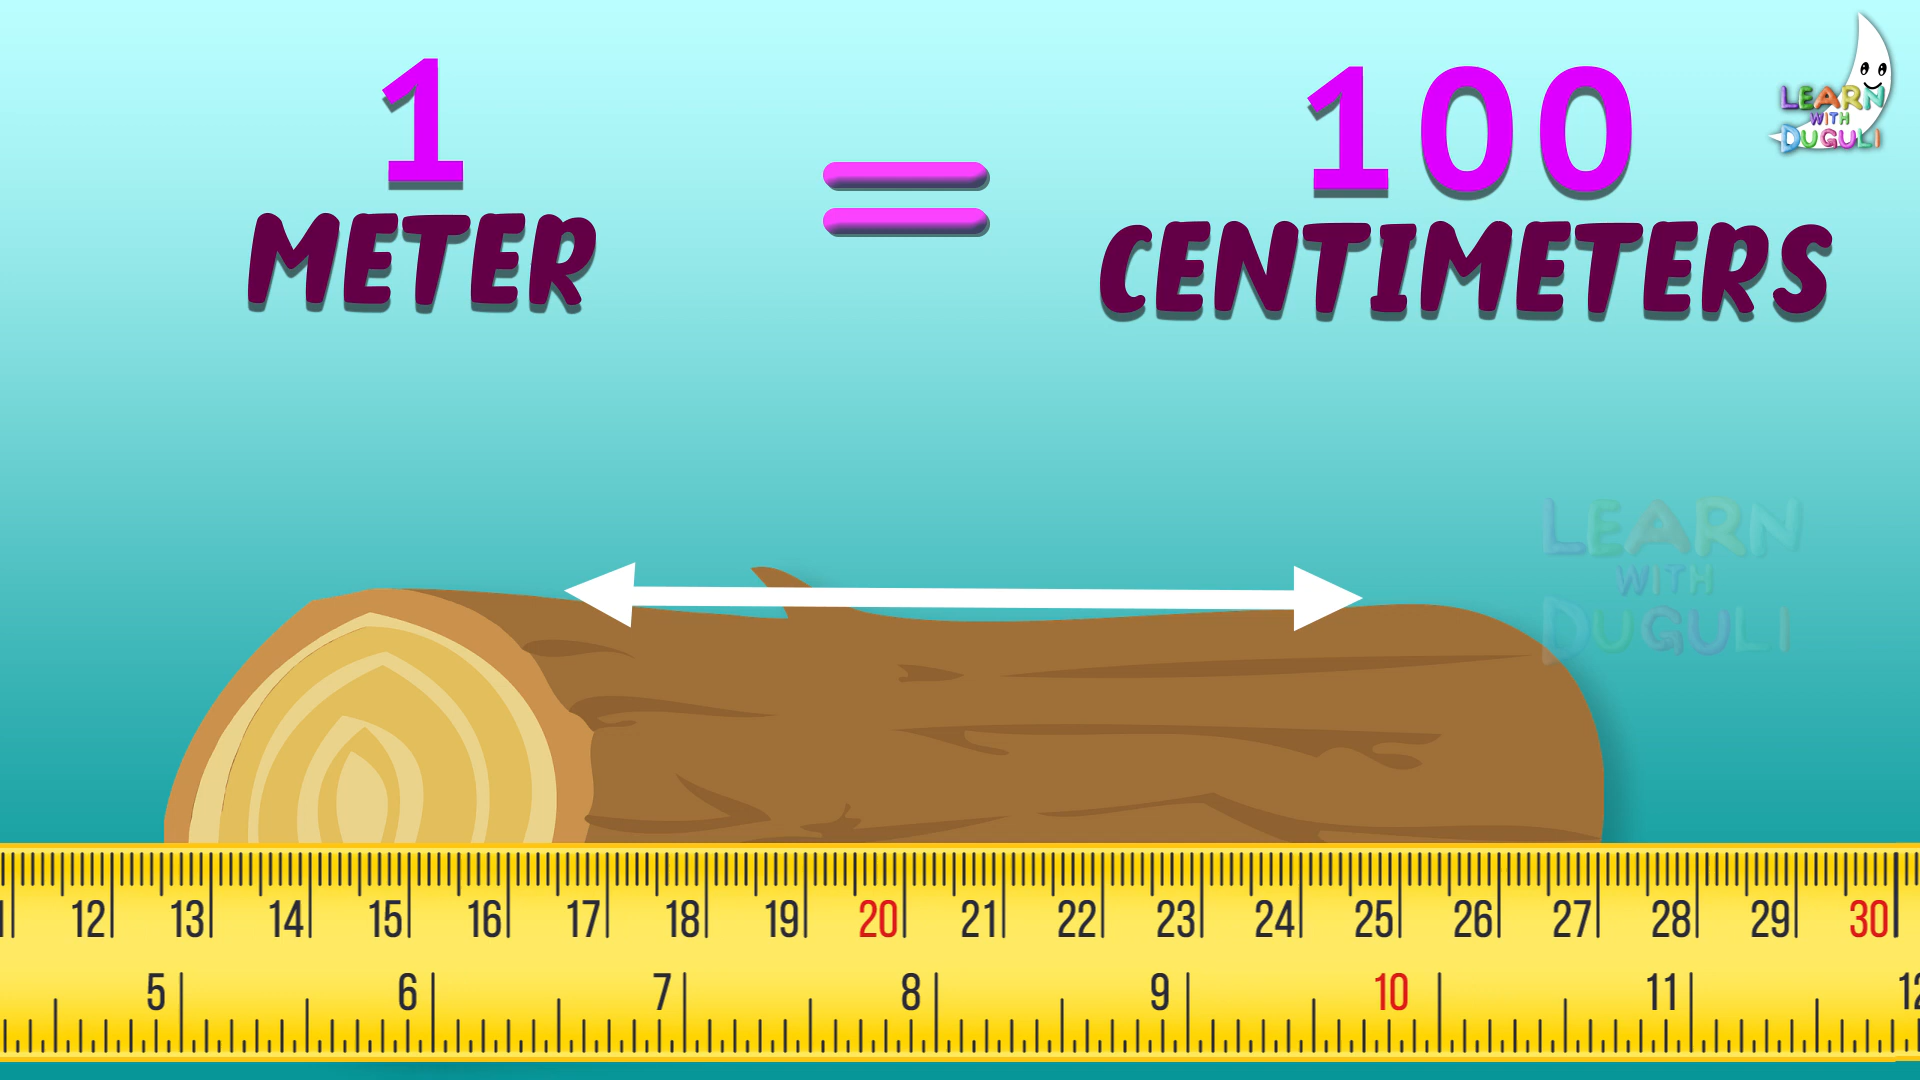 1
METER
=
100
CENTIMETERS
LEARN
WITH
DUGULI
LEARN
WITH
DUGULI
12 13 14 15 16 17 18 19 20 21 22 23 24 25 26 27 28 29 30
5 6 7 8 9 10 11